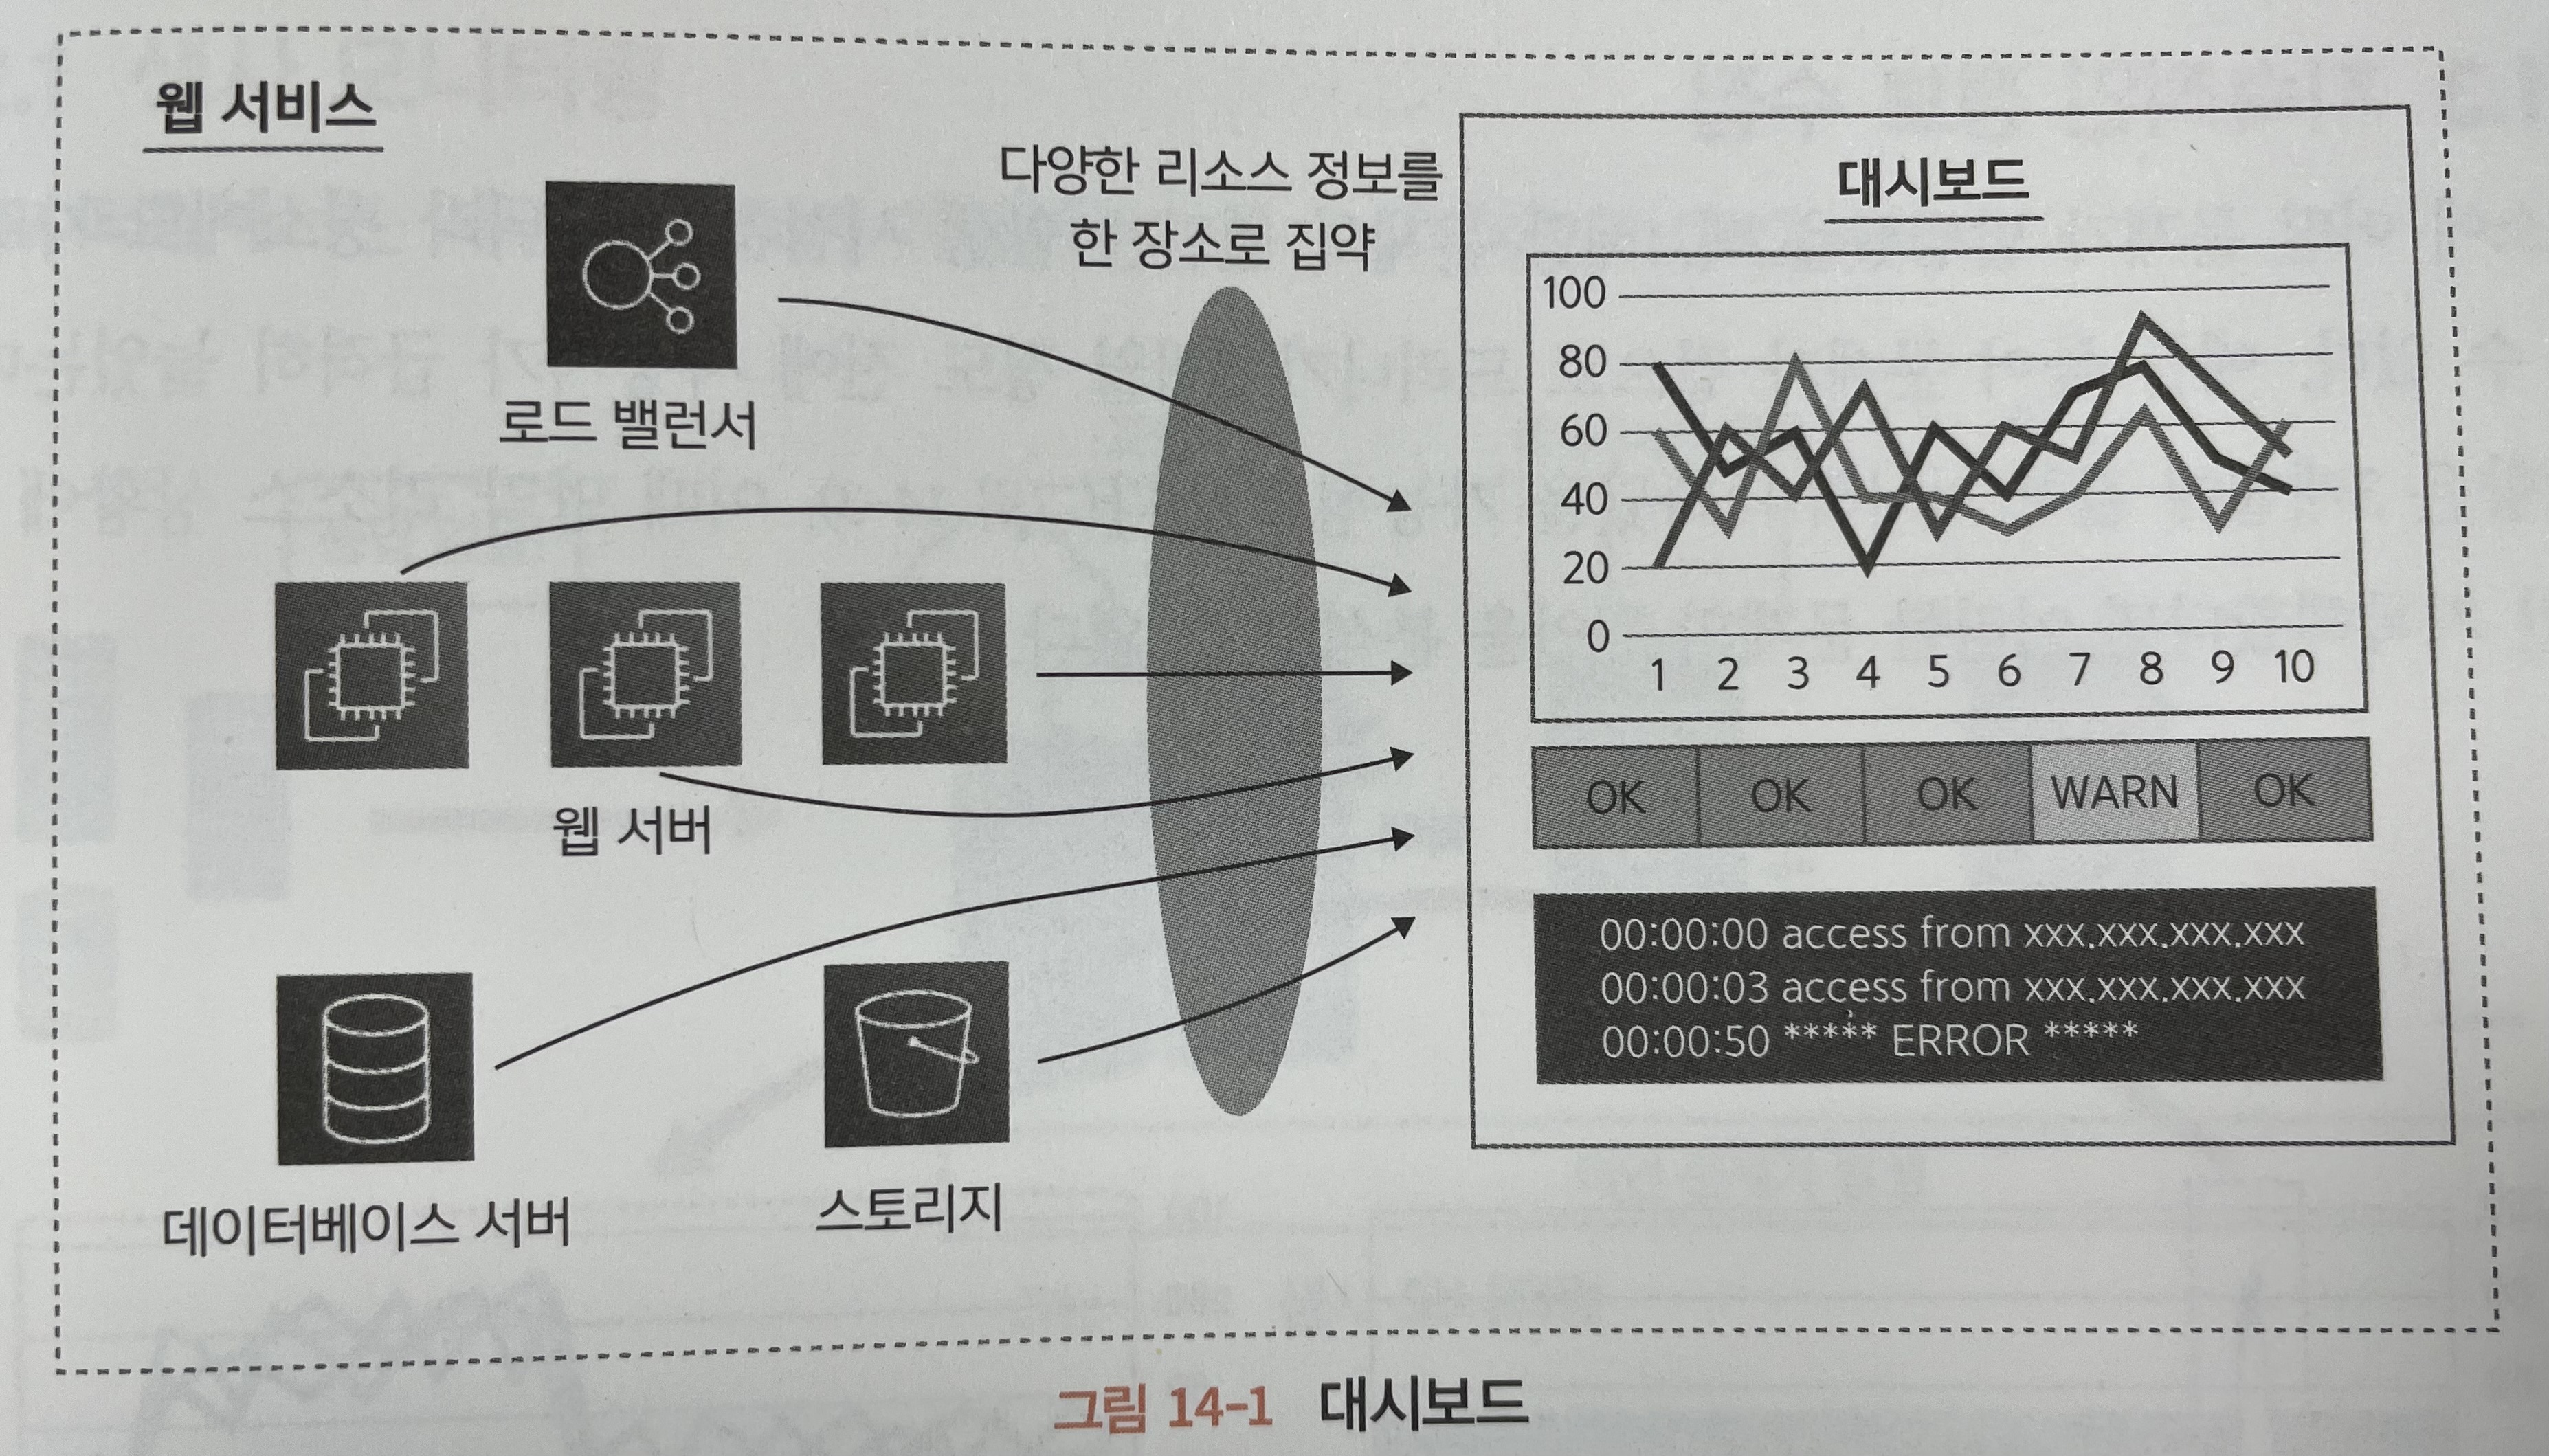 웹 서비스
다양한 리소스 정보를
한 장소로 집약
로드 밸런서
웹 서버
데이터베이스 서버
스토리지
대시보드
100
80
60
40
20
0
1 2 3 4 5 6 7 8 9 10
OK OK OK WARN OK
00:00:00 access from xxx.xxx.xxx.xxx
00:00:03 access from xxx.xxx.xxx.xxx
00:00:50 ***** ERROR *****
그림 14-1 대시보드